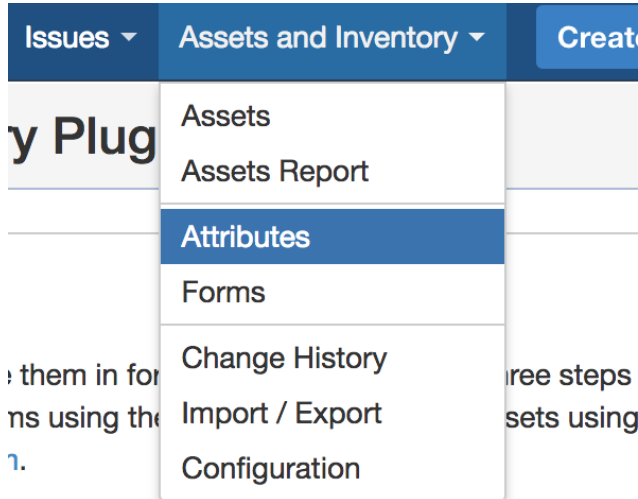 Issues Assets and Inventory Create
y Plug
Assets
Assets Report
Attributes
Forms
Change History
them in for ree steps
Import / Export
ms using the sets using
Configuration
n.